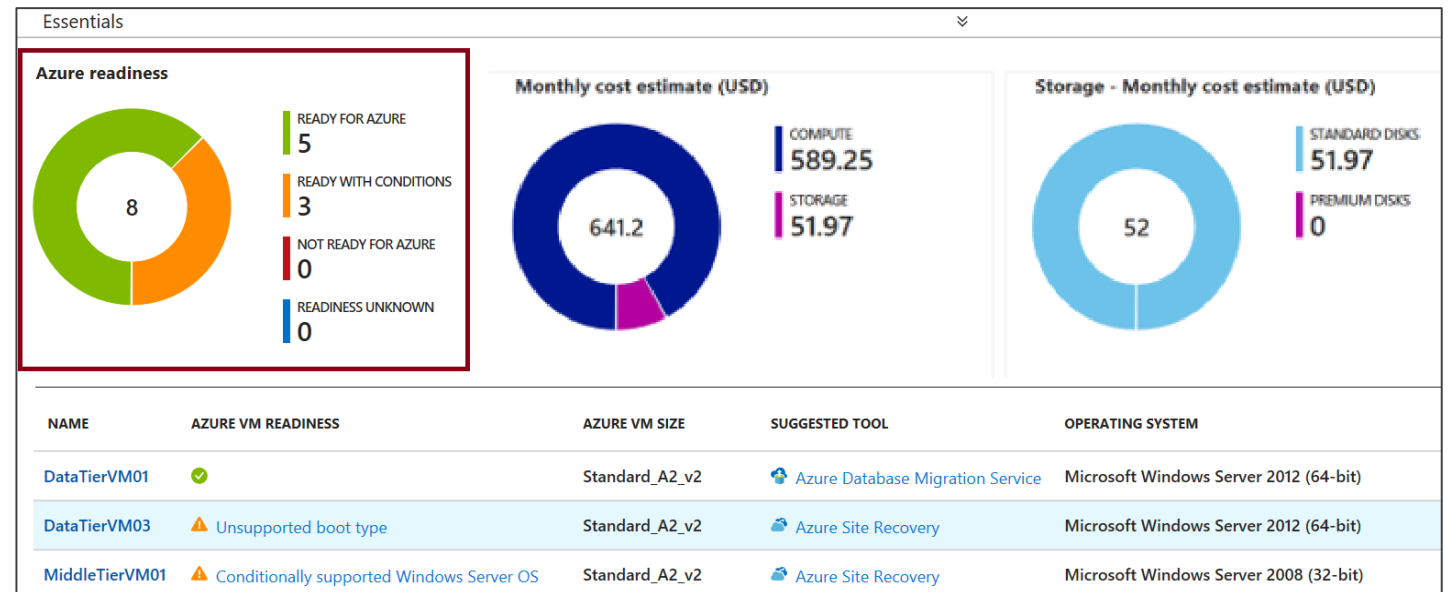 Essentials
Azure readiness
8
READY FOR AZURE
5
READY WITH CONDITIONS
3
NOT READY FOR AZURE
0
READINESS UNKNOWN
0
Monthly cost estimate (USD)
641.2
COMPUTE
589.25
STORAGE
51.97
Storage - Monthly cost estimate (USD)
52
STANDARD DISKS
51.97
PREMIUM DISKS
0
NAME AZURE VM READINESS AZURE VM SIZE SUGGESTED TOOL OPERATING SYSTEM
DataTierVM01 Standard_A2_v2 Azure Database Migration Service Microsoft Windows Server 2012 (64-bit)
DataTierVM03 Unsupported boot type Standard_A2_v2 Azure Site Recovery Microsoft Windows Server 2012 (64-bit)
MiddleTierVM01 Conditionally supported Windows Server OS Standard_A2_v2 Azure Site Recovery Microsoft Windows Server 2008 (32-bit)